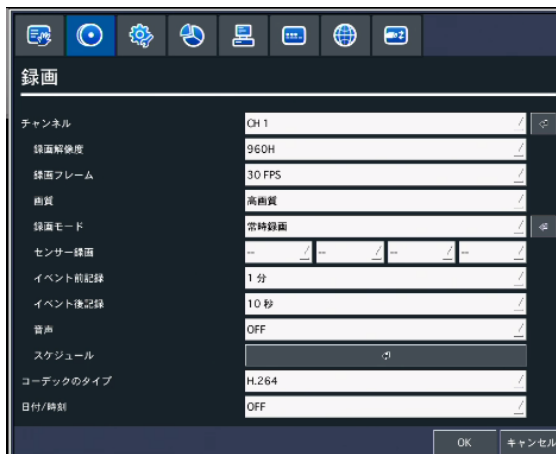 録画
チャンネル CH 1
録画解像度 960H
録画フレーム 30 FPS
画質 高画質
録画モード 常時録画
センサー録画 -- -- -- --
イベント前記録 1 分
イベント後記録 10 秒
音声 OFF
スケジュール
コーデックのタイプ H.264
日付/時刻 OFF
OK キャンセル